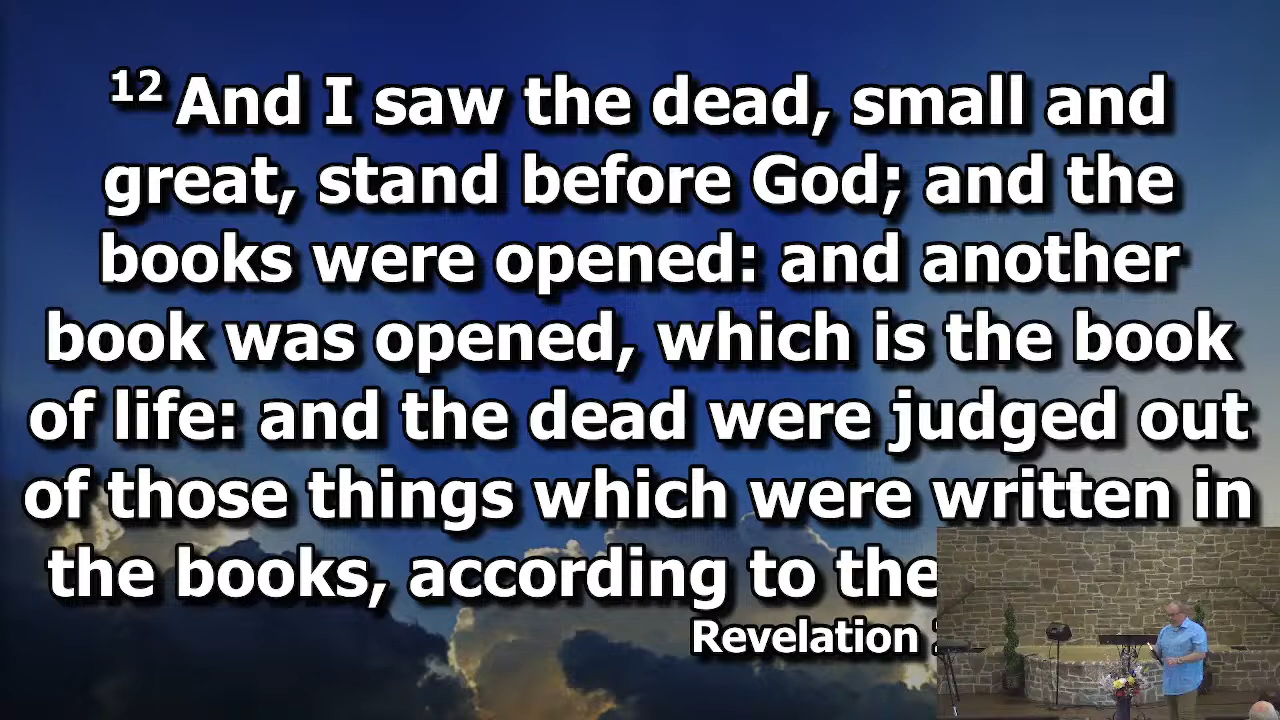 12 And I saw the dead, small and
great, stand before God; and the
books were opened: and another
book was opened, which is the book
of life: and the dead were judged out
of those things which were written in
the books, according to the
Revelation